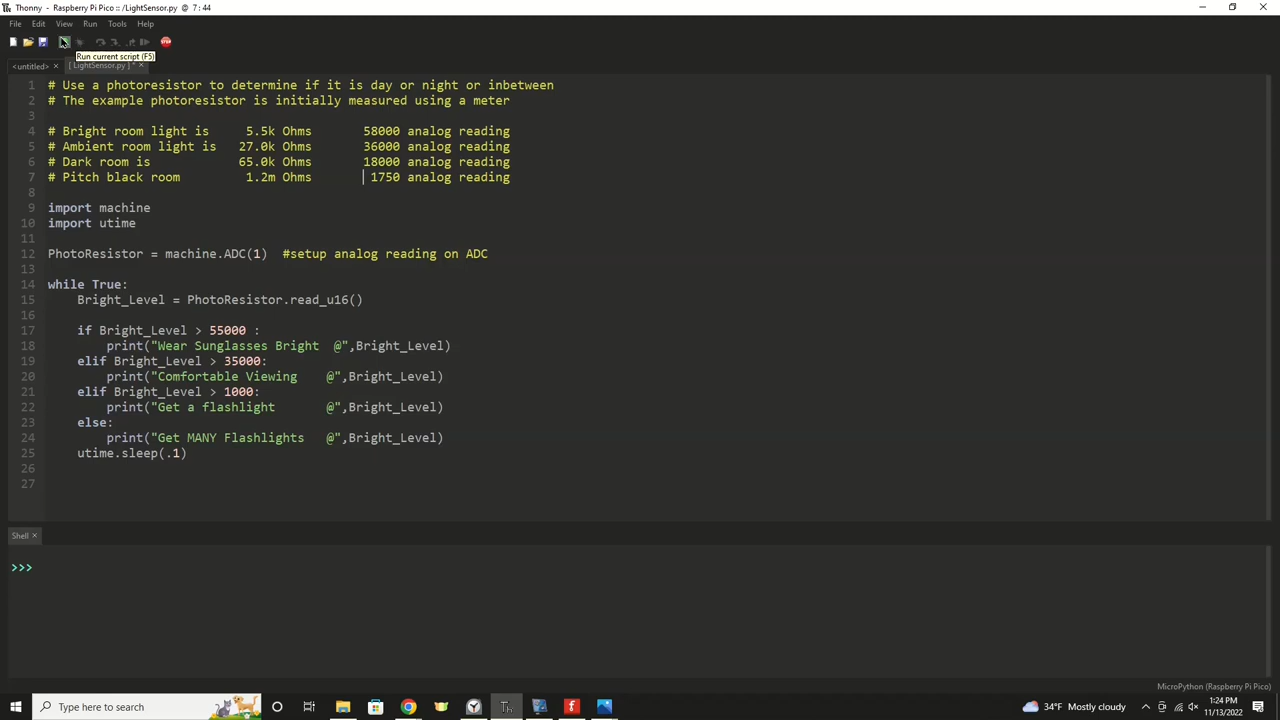 Thonny - Raspberry Pi Pico :: /LightSensor.py @ 7 : 44
File Edit View Run Tools Help
Run current script (F5)
<untitled> × [ LightSensor.py ] * ×
1 # Use a photoresistor to determine if it is day or night or inbetween
2 # The example photoresistor is initially measured using a meter
3
4 # Bright room light is 5.5k Ohms 58000 analog reading
5 # Ambient room light is 27.0k Ohms 36000 analog reading
6 # Dark room is 65.0k Ohms 18000 analog reading
7 # Pitch black room 1.2m Ohms 1750 analog reading
8
9 import machine
10 import utime
11
12 PhotoResistor = machine.ADC(1) #setup analog reading on ADC
13
14 while True:
15 Bright_Level = PhotoResistor.read_u16()
16
17 if Bright_Level > 55000 :
18 print("Wear Sunglasses Bright @",Bright_Level)
19 elif Bright_Level > 35000:
20 print("Comfortable Viewing @",Bright_Level)
21 elif Bright_Level > 1000:
22 print("Get a flashlight @",Bright_Level)
23 else:
24 print("Get MANY Flashlights @",Bright_Level)
25 utime.sleep(.1)
26
27
Shell ×
>>>
MicroPython (Raspberry Pi Pico)
Type here to search
34°F Mostly cloudy
1:24 PM
11/13/2022